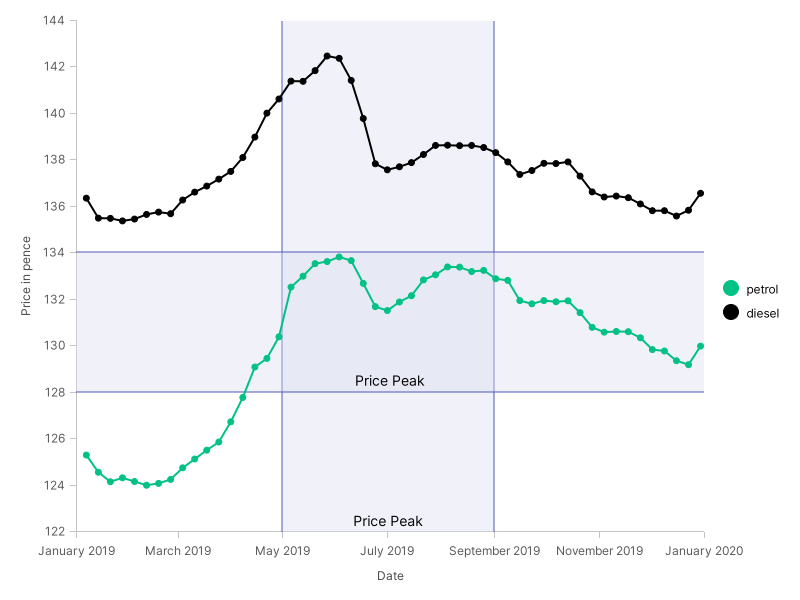 144
142
140
138
136
134
132
130
128
126
124
122
Price in pence
Price Peak
Price Peak
January 2019 March 2019 May 2019 July 2019 September 2019 November 2019 January 2020
Date
petrol
diesel